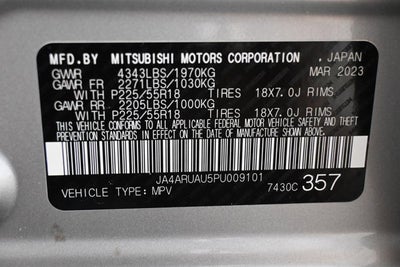 MFD.BY MITSUBISHI MOTORS CORPORATION, JAPAN
GVWR 4343LBS/1970KG MAR 2023
GAWR FR 2271LBS/1030KG
WITH P225/55R18 TIRES 18X7.0J RIMS
GAWR RR 2205LBS/1000KG
WITH P225/55R18 TIRES 18X7.0J RIMS
THIS VEHICLE CONFORMS TO ALL APPLICABLE
FEDERAL MOTOR VEHICLE SAFETY, BUMPER, AND
THEFT PREVENTION STANDARDS IN EFFECT ON
THE DATE OF MANUFACTURE SHOWN ABOVE.
JA4ARUAU5PU009101
VEHICLE TYPE: MPV 7430C 357